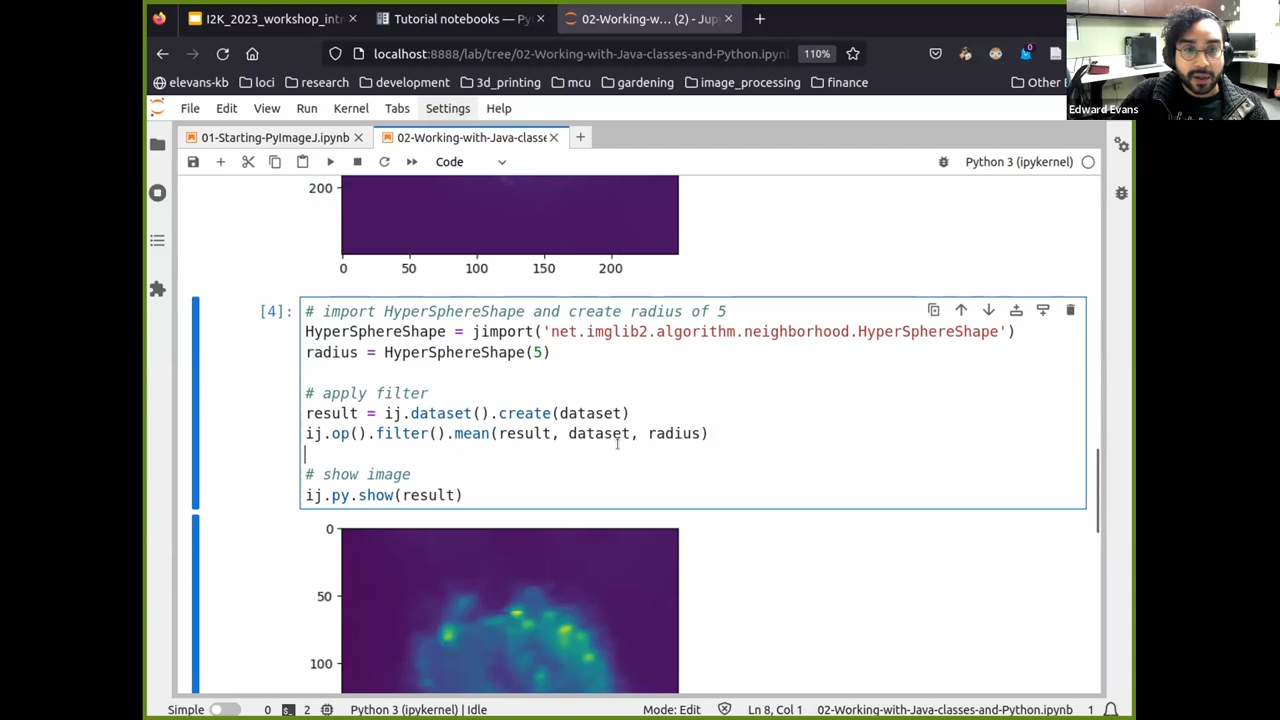 I2K_2023_workshop_intr
Tutorial notebooks — Py
02-Working-w… (2) - Jup
localhost:8888/lab/tree/02-Working-with-Java-classes-and-Python.ipynb
110%
0
elevans-kb
loci
research
3d_printing
mcu
gardening
image_processing
finance
Other
Edward Evans
File Edit View Run Kernel Tabs Settings Help
01-Starting-PyImageJ.ipynb
02-Working-with-Java-classe
Code
Python 3 (ipykernel)
200
0 50 100 150 200
[4]:
# import HyperSphereShape and create radius of 5
HyperSphereShape = jimport('net.imglib2.algorithm.neighborhood.HyperSphereShape')
radius = HyperSphereShape(5)
# apply filter
result = ij.dataset().create(dataset)
ij.op().filter().mean(result, dataset, radius)
# show image
ij.py.show(result)
0
50
100
Simple 0 2 Python 3 (ipykernel) | Idle Mode: Edit Ln 8, Col 1 02-Working-with-Java-classes-and-Python.ipynb 1